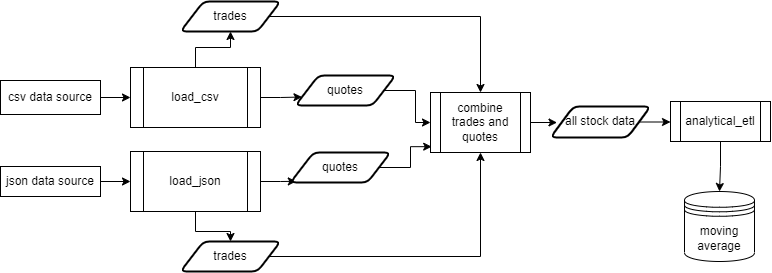 trades
csv data source
load_csv
quotes
combine
trades and
quotes
all stock data
analytical_etl
json data source
load_json
quotes
trades
moving
average